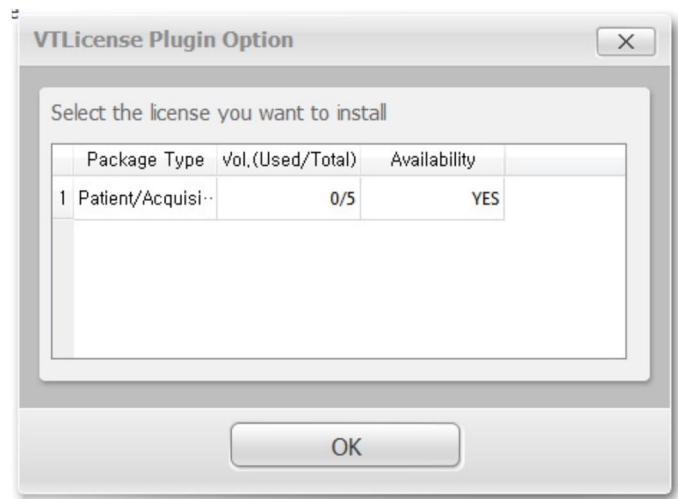 VTLicense Plugin Option
Select the license you want to install
Package Type Vol.(Used/Total) Availability
1 Patient/Acquisi··· 0/5 YES
OK